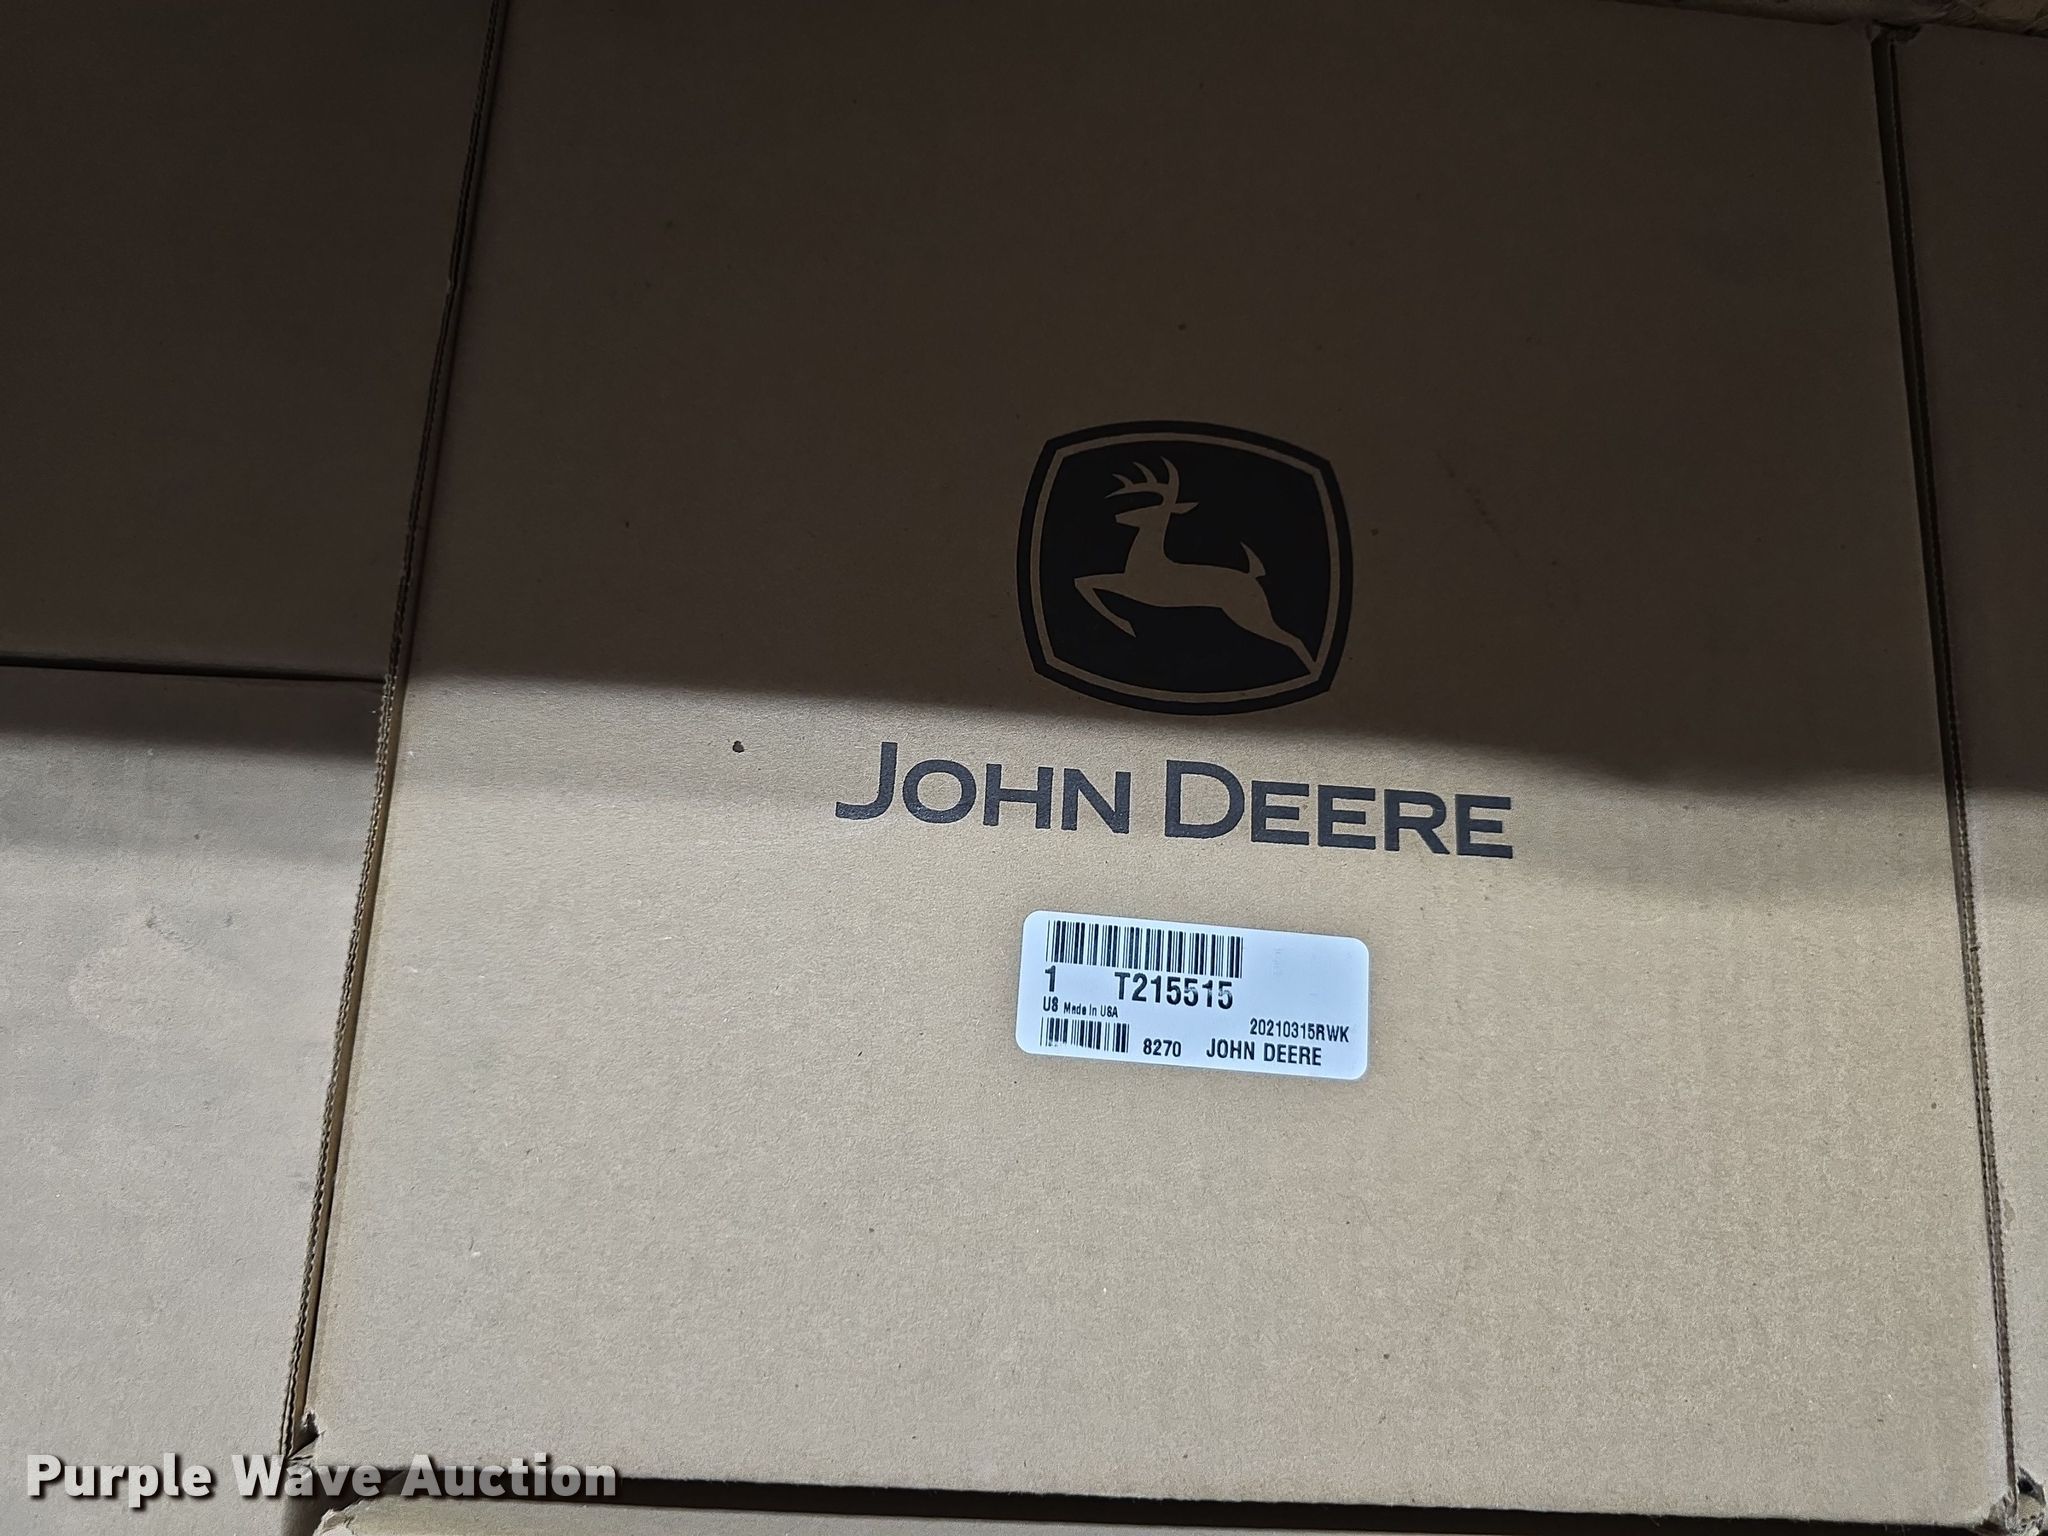 JOHN DEERE
1 T215515
US Made in USA
20210315RWK
8270 JOHN DEERE
Purple Wave Auction